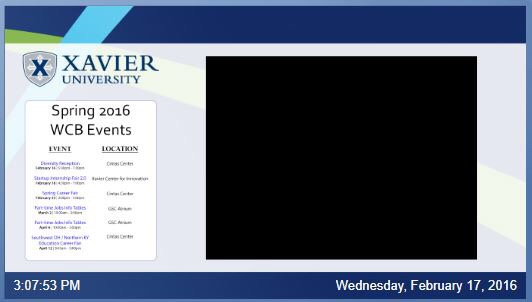 XAVIER
UNIVERSITY
Spring 2016
WCB Events
EVENT LOCATION
Diversity Reception Cintas Center
Startup Internship Fair 2.0 Xavier Center for Innovation
Spring Career Fair Cintas Center
Part-time Jobs Info Tables GSC Atrium
Part-time Jobs Info Tables GSC Atrium
Southwest OH / Northern KY Cintas Center
Education Career Fair
3:07:53 PM Wednesday, February 17, 2016